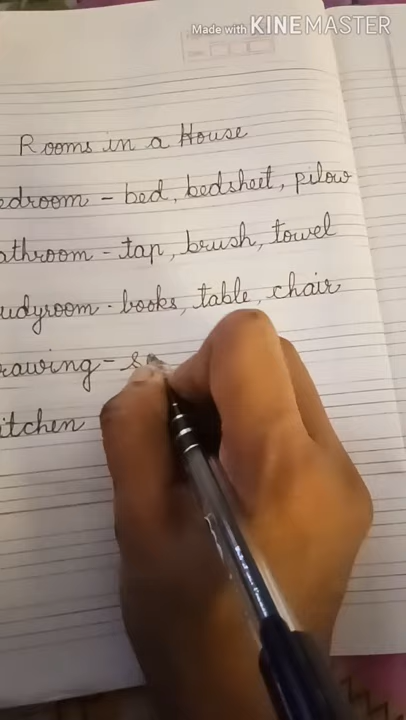 Made with KINEMASTER
Rooms in a House
edroom - bed, bedsheet, pilow
athroom - tap, brush, towel
udyroom - books, table, chair
rawing - so
itchen